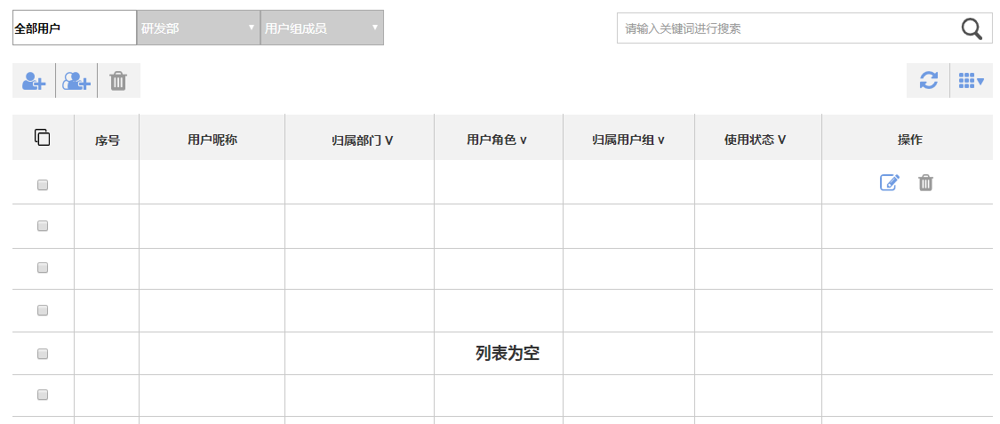 全部用户 研发部 ▼ 用户组成员 ▼ 请输入关键词进行搜索
序号 用户昵称 归属部门 V 用户角色 v 归属用户组 v 使用状态 V 操作
列表为空